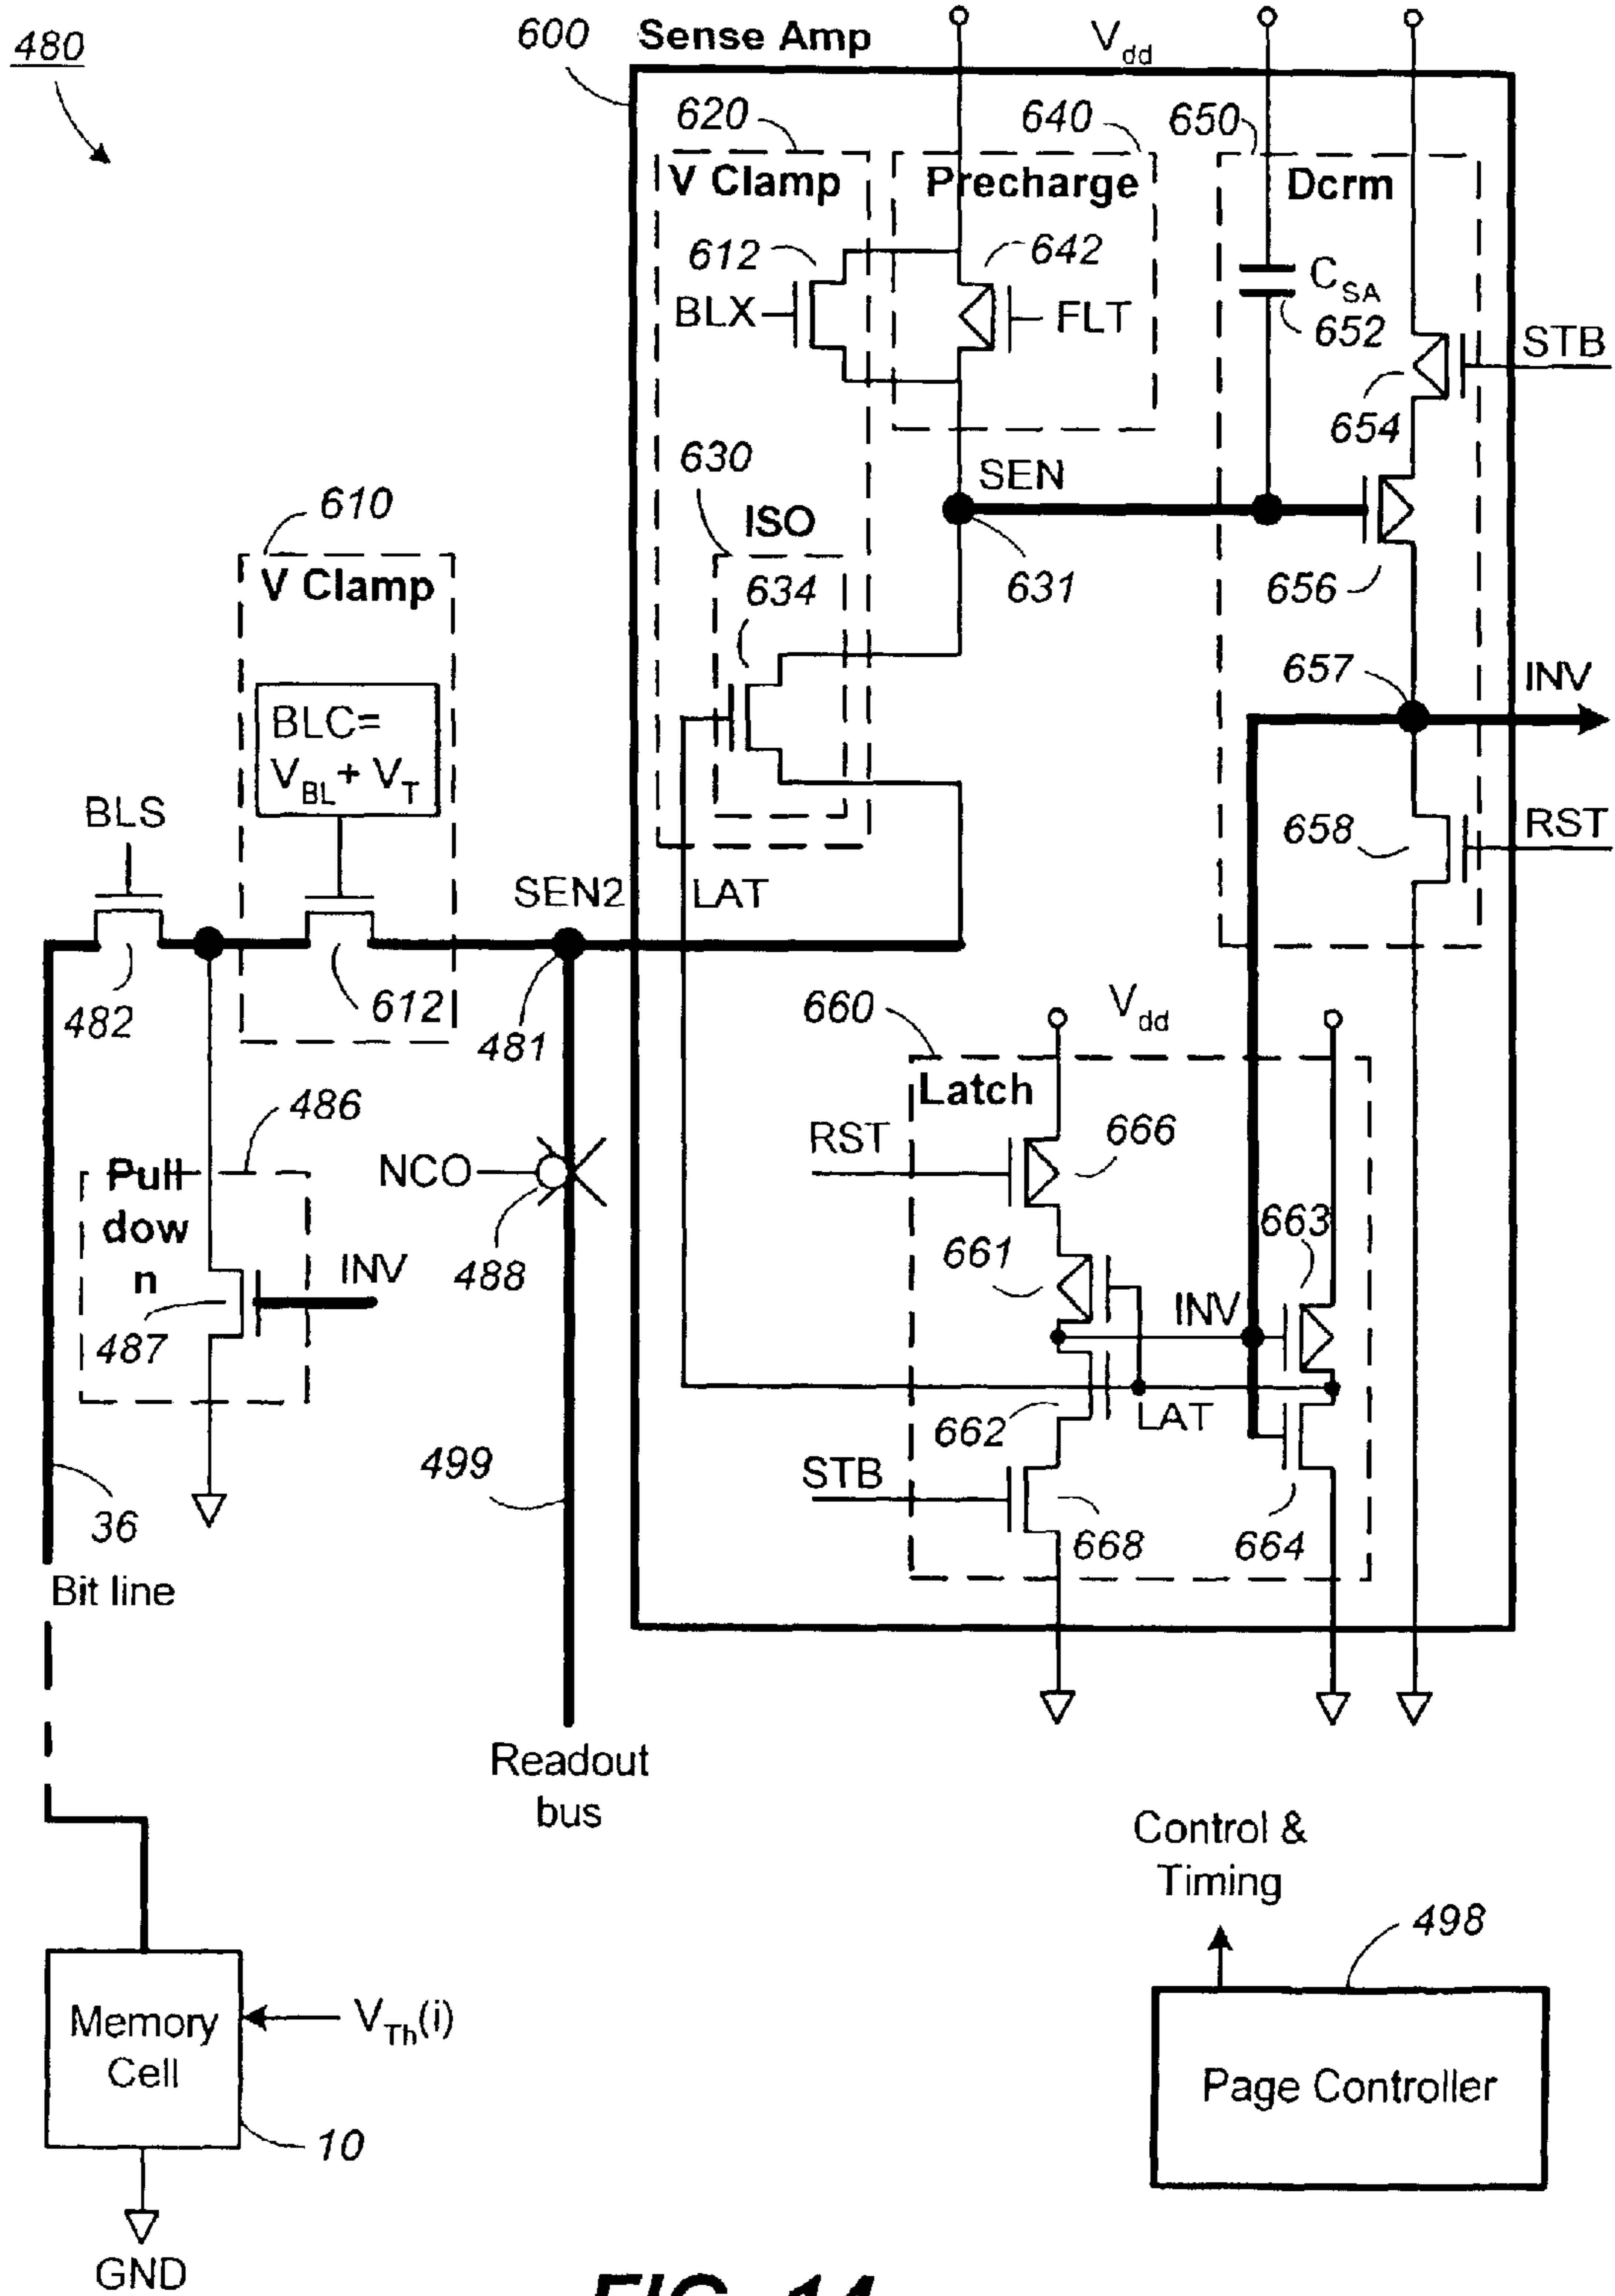 480
600
Sense Amp
Vdd
620
640
650
V Clamp
Precharge
Dcrm
612
642
BLX
FLT
CSA
652
STB
654
630
SEN
ISO
634
631
656
610
V Clamp
BLC=
VBL + VT
657
INV
BLS
658
RST
SEN2
LAT
482
612
481
660
Vdd
Latch
486
RST
666
Pull
dow
n
NCO
663
661
INV
488
INV
487
LAT
662
499
STB
36
668
664
Bit line
Readout
bus
Control &
Timing
498
Memory
Cell
VTh(i)
Page Controller
10
GND
FIG. 14